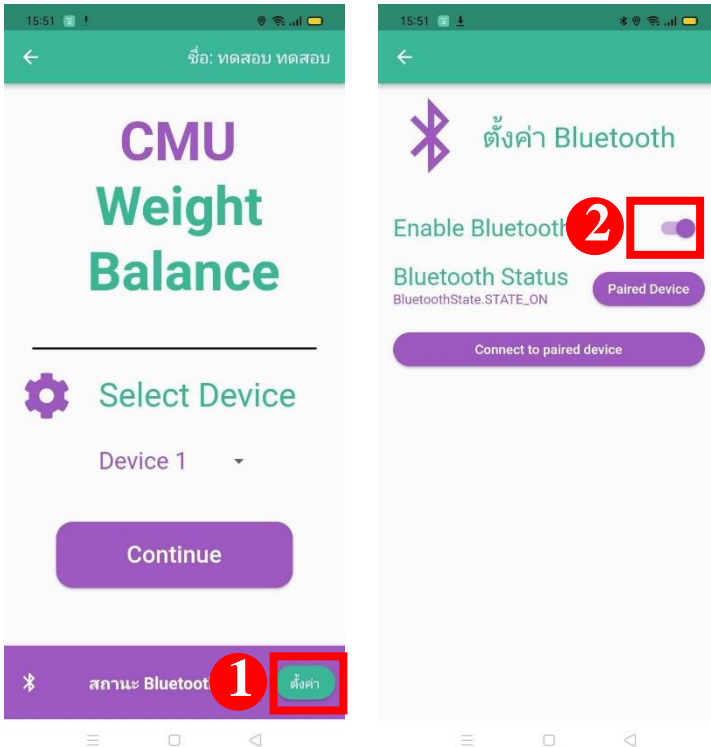 15:51
ชื่อ: ทดสอบ ทดสอบ
CMU
Weight
Balance
Select Device
Device 1
Continue
สถานะ Bluetoot
1
ตั้งค่า
15:51
ตั้งค่า Bluetooth
Enable Bluetooth
2
Bluetooth Status
BluetoothState.STATE_ON
Paired Device
Connect to paired device